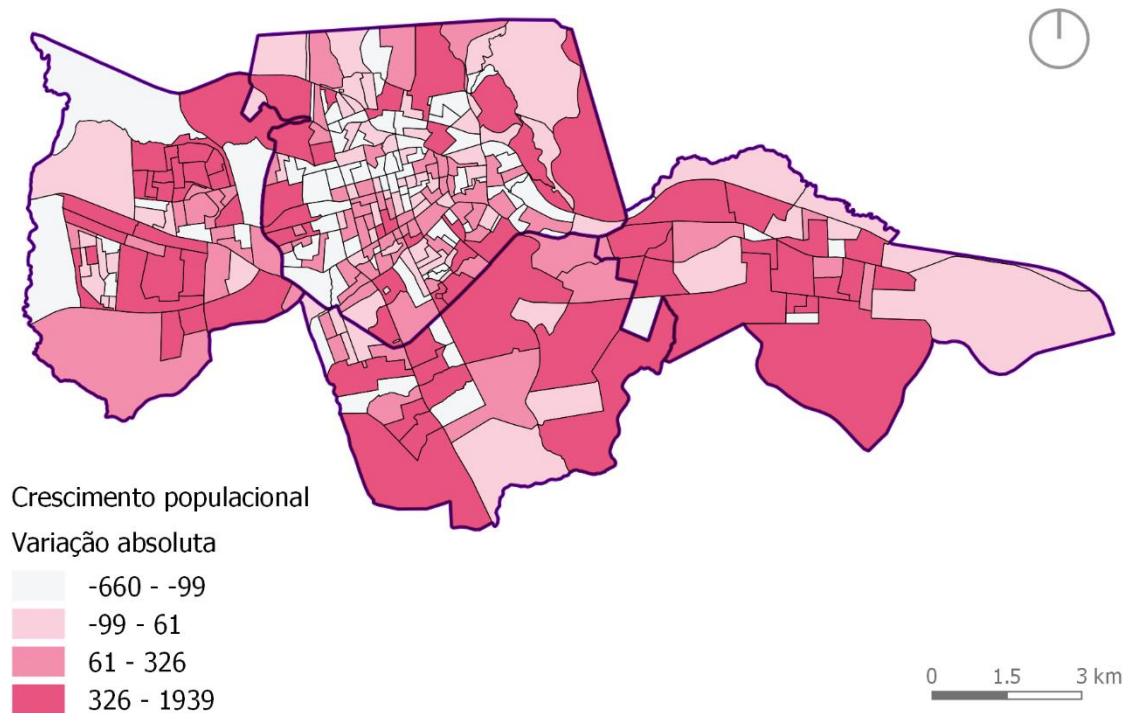 Crescimento populacional
Variação absoluta
-660 - -99
-99 - 61
61 - 326
326 - 1939
0 1.5 3 km